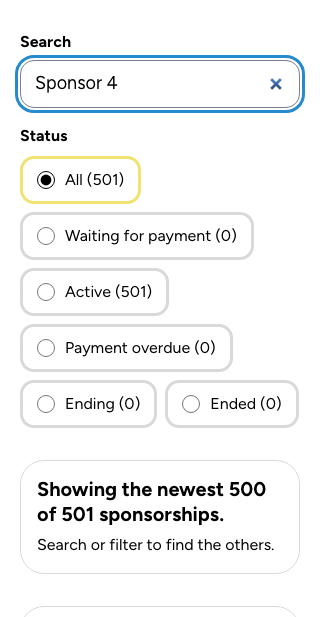 Search
Sponsor 4
Status
All (501)
Waiting for payment (0)
Active (501)
Payment overdue (0)
Ending (0)
Ended (0)
Showing the newest 500
of 501 sponsorships.
Search or filter to find the others.